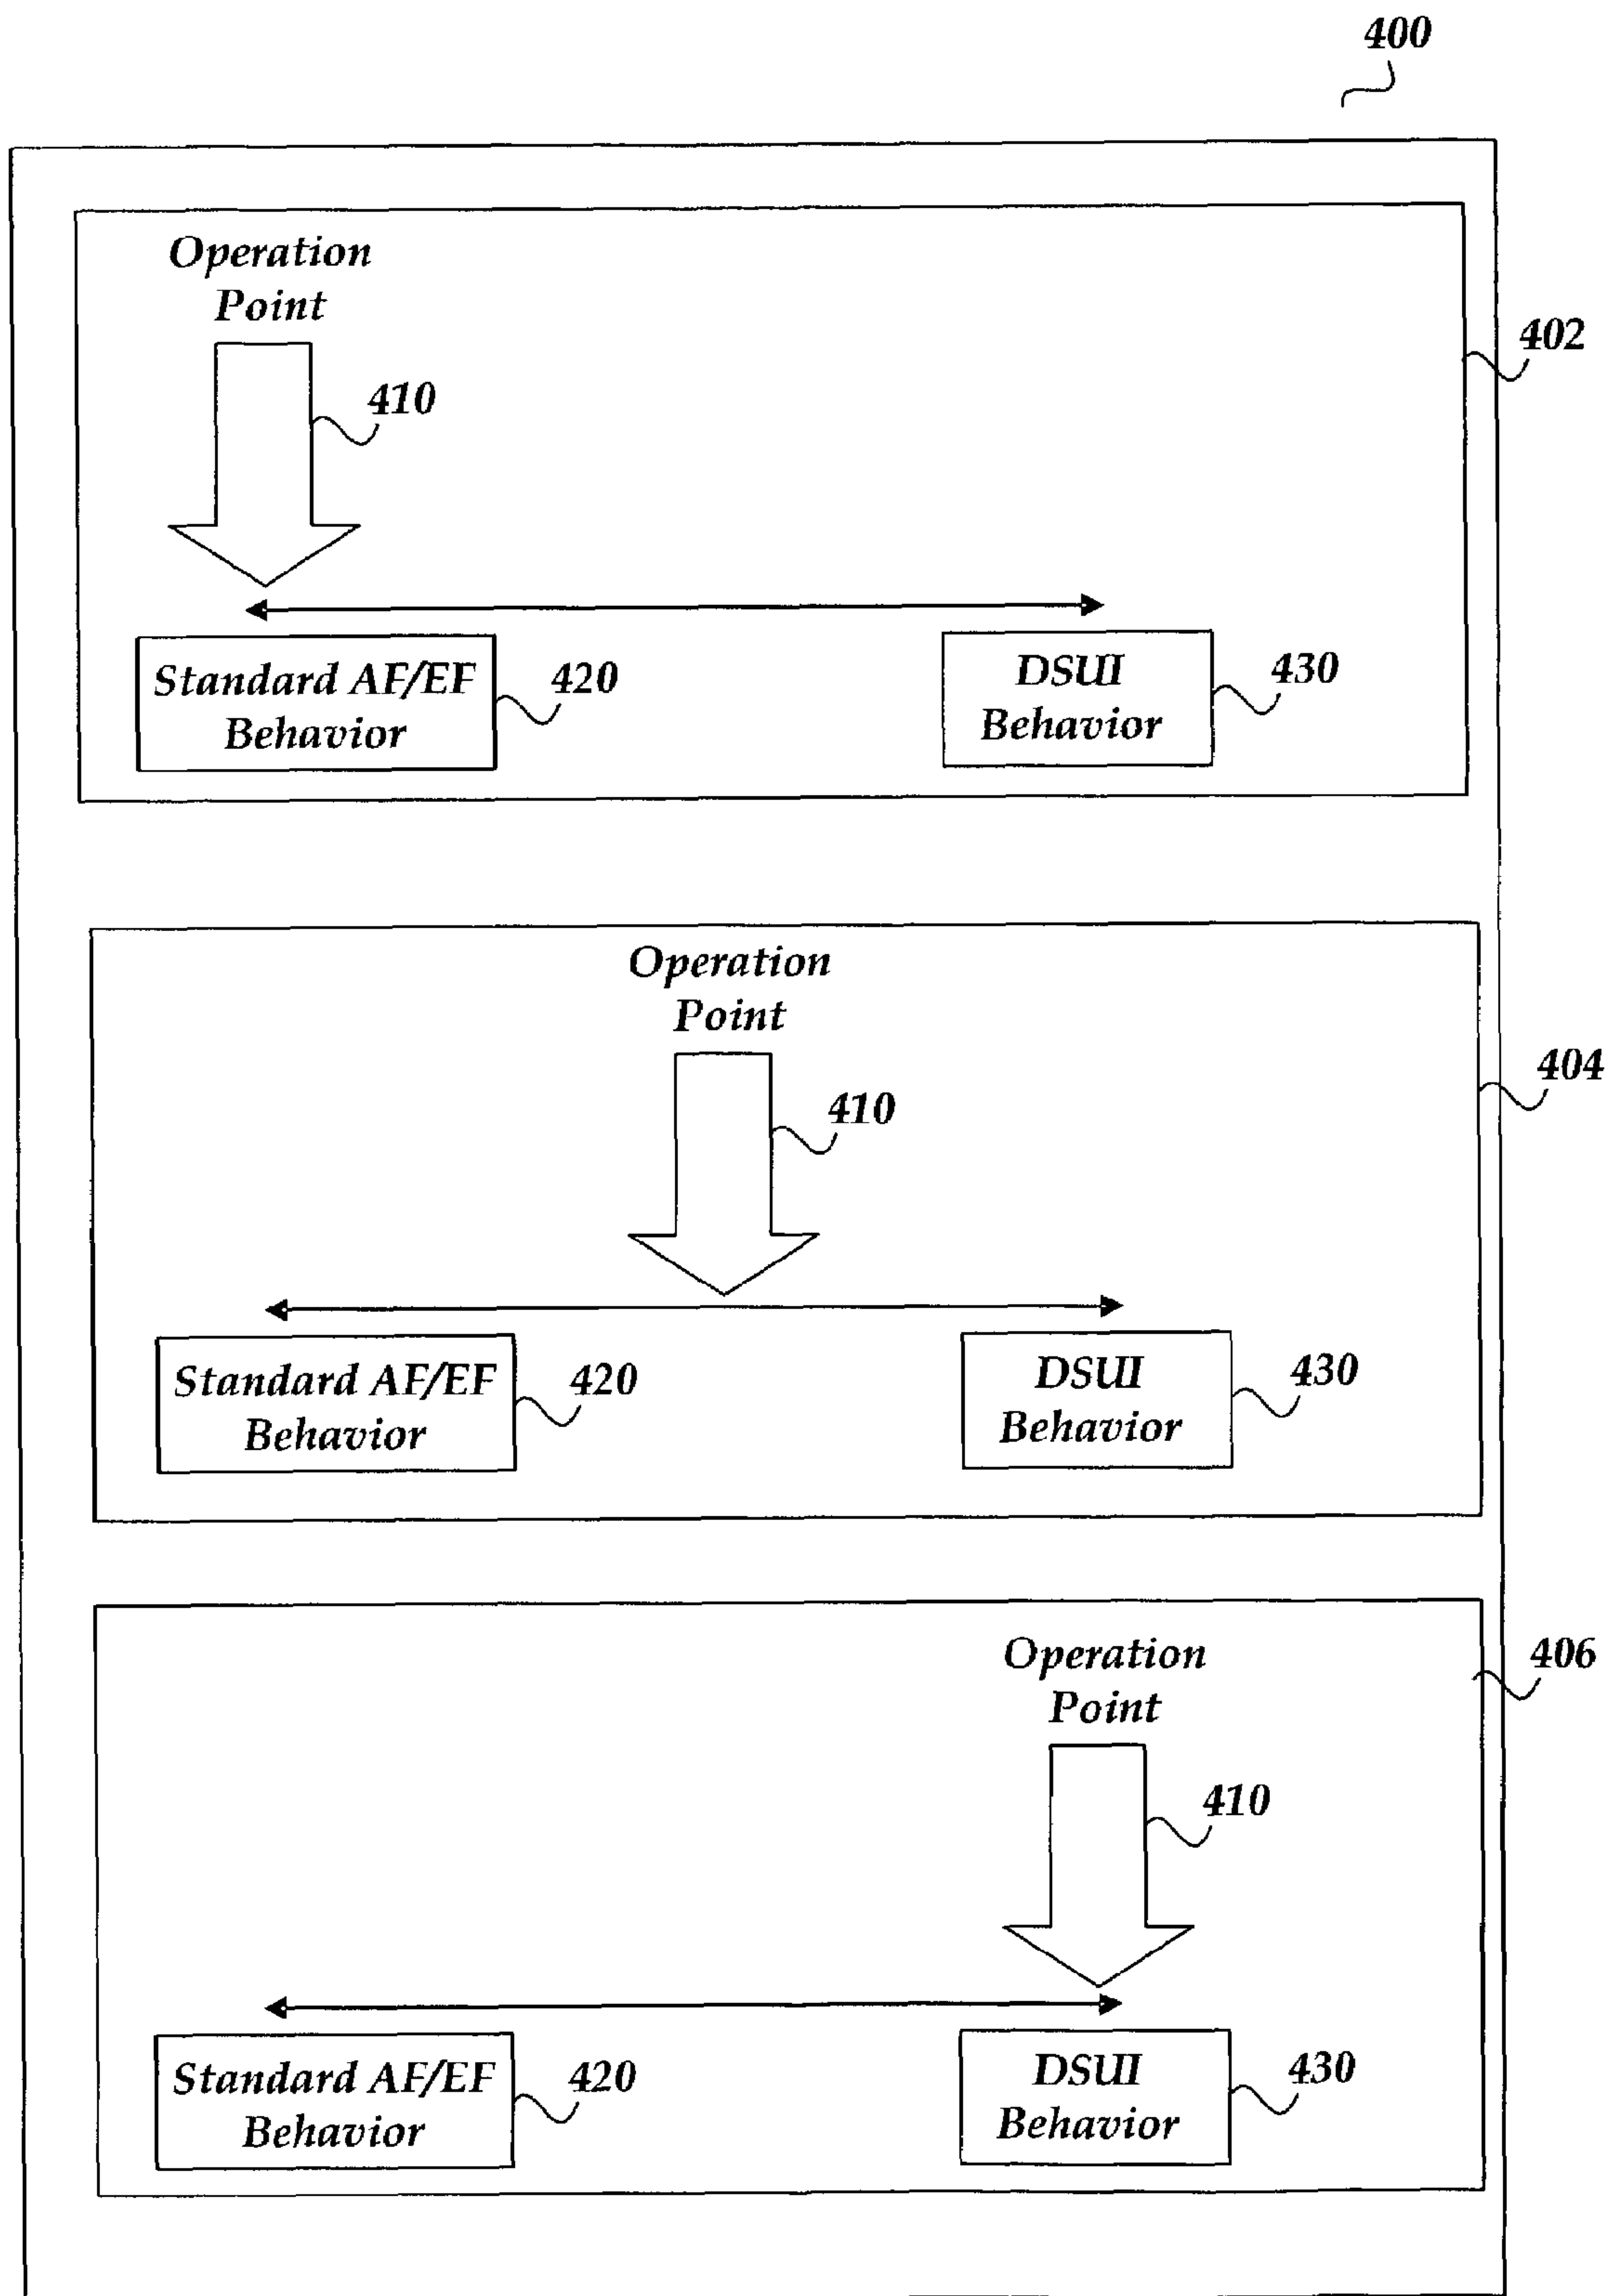 400
Operation
Point
402
410
Standard AF/EF
Behavior
420
DSUI
Behavior
430
Operation
Point
404
410
Standard AF/EF
Behavior
420
DSUI
Behavior
430
Operation
Point
406
410
Standard AF/EF
Behavior
420
DSUI
Behavior
430